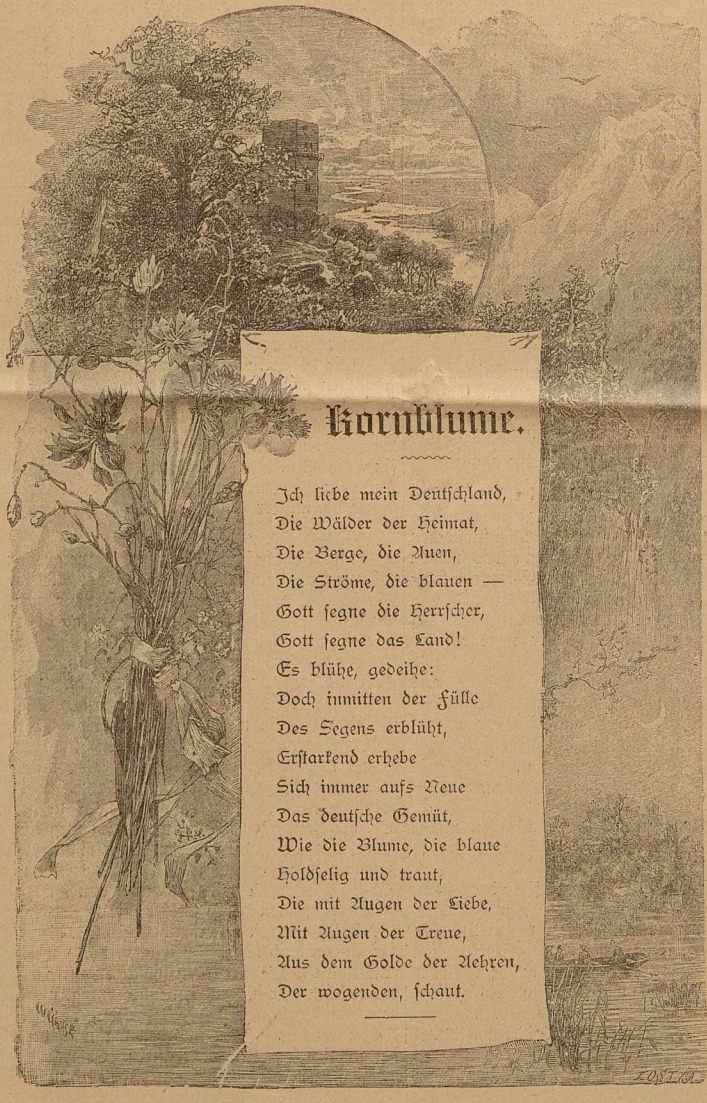 Kornblume.
Ich liebe mein Deutschland,
Die Wälder der Heimat,
Die Berge, die Auen,
Die Ströme, die blauen —
Gott segne die Herrscher,
Gott segne das Land!
Es blühe, gedeihe:
Doch inmitten der Fülle
Des Segens erblüht,
Erstarkend erhebe
Sich immer aufs Neue
Das deutsche Gemüt,
Wie die Blume, die blaue
Holdselig und traut,
Die mit Augen der Liebe,
Mit Augen der Treue,
Aus dem Golde der Aehren,
Der wogenden, schaut.